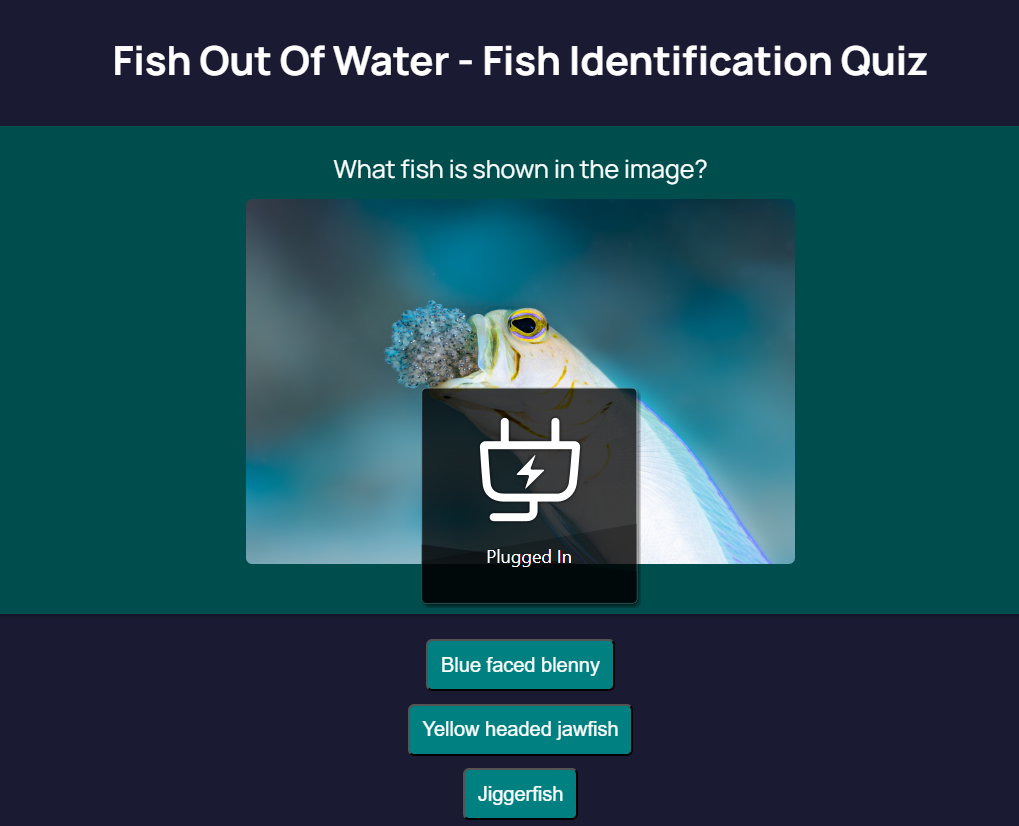 Fish Out Of Water - Fish Identification Quiz
What fish is shown in the image?
Plugged In
Blue faced blenny
Yellow headed jawfish
Jiggerfish